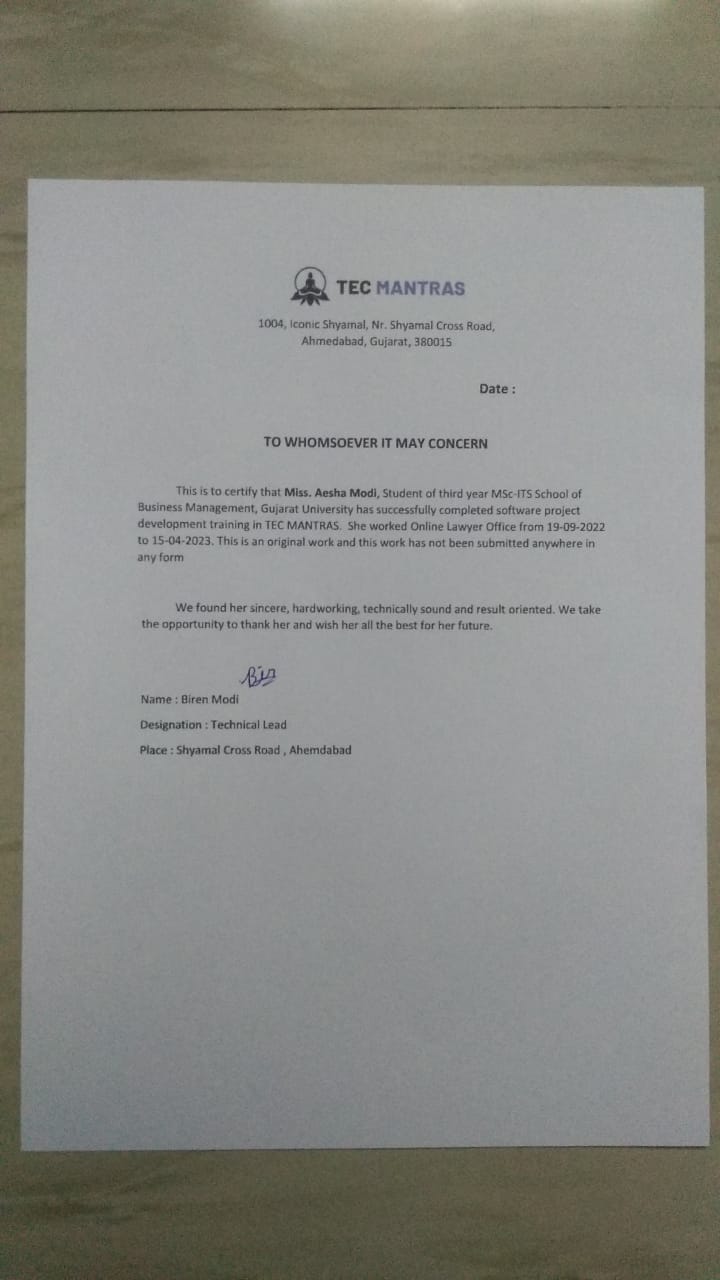 TEC MANTRAS
1004, Iconic Shyamal, Nr. Shyamal Cross Road,
Ahmedabad, Gujarat, 380015
Date :
TO WHOMSOEVER IT MAY CONCERN
This is to certify that Miss. Aesha Modi, Student of third year MSc-ITS School of
Business Management, Gujarat University has successfully completed software project
development training in TEC MANTRAS. She worked Online Lawyer Office from 19-09-2022
to 15-04-2023. This is an original work and this work has not been submitted anywhere in
any form
We found her sincere, hardworking, technically sound and result oriented. We take
the opportunity to thank her and wish her all the best for her future.
Name : Biren Modi
Designation : Technical Lead
Place : Shyamal Cross Road , Ahemdabad